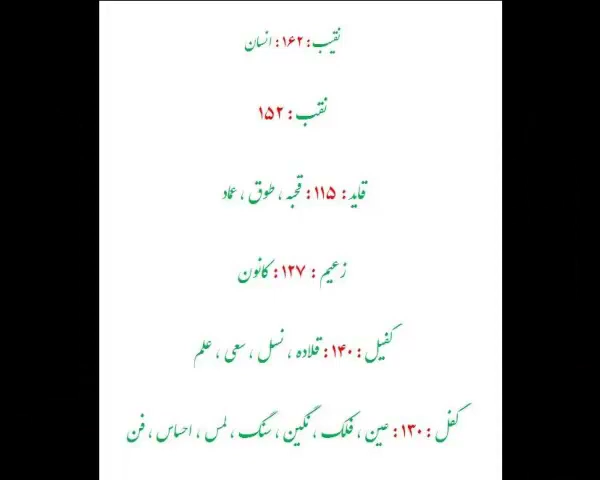 نقیب : ۱۶۲ : انسان
نقب : ۱۵۲
قاید : ۱۱۵ : قحبه ، طوق ، عماد
زعیم : ۱۲۷ : کانون
کفیل : ۱۴۰ : قلاده ، نسل ، سعی ، علم
کفل : ۱۳۰ : عین ، فلک ، نگین ، سنگ ، لمس ، احساس ، فن